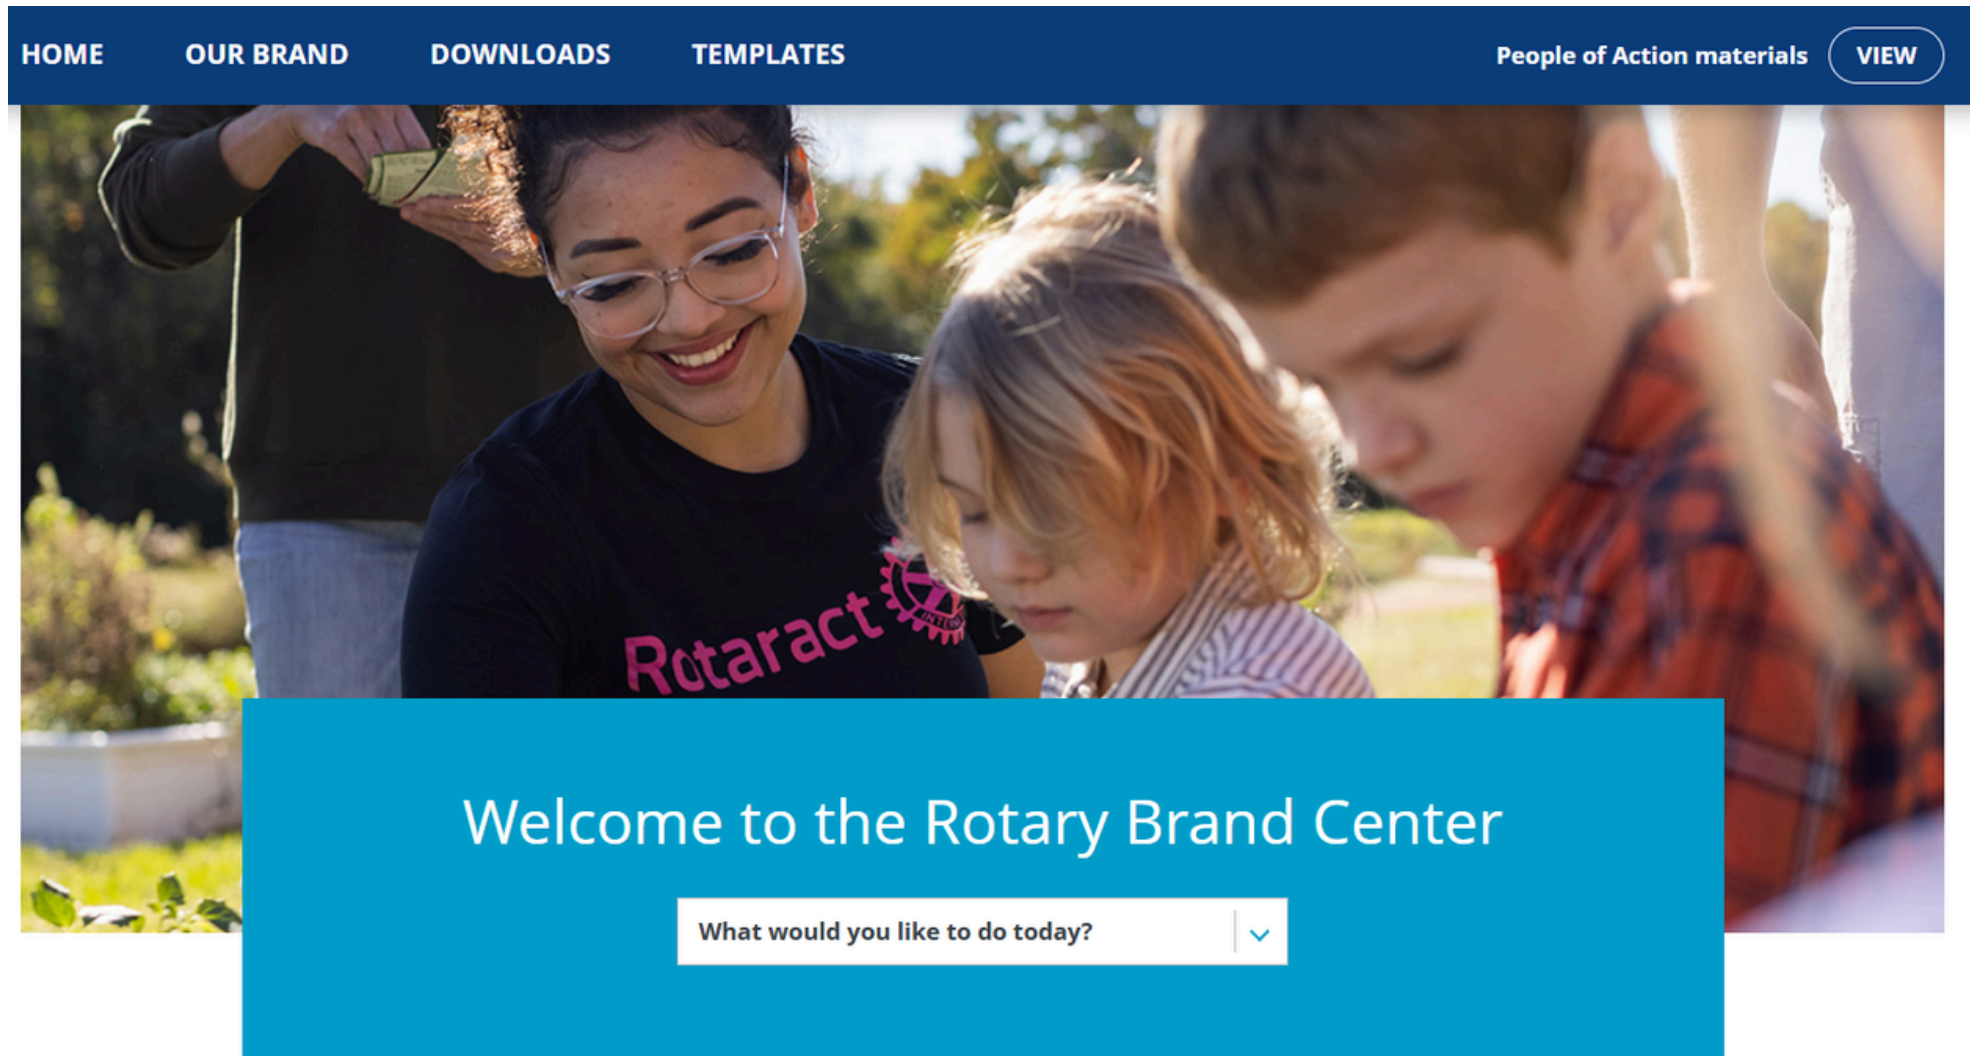 HOME OUR BRAND DOWNLOADS TEMPLATES People of Action materials VIEW
Rotaract
Welcome to the Rotary Brand Center
What would you like to do today?